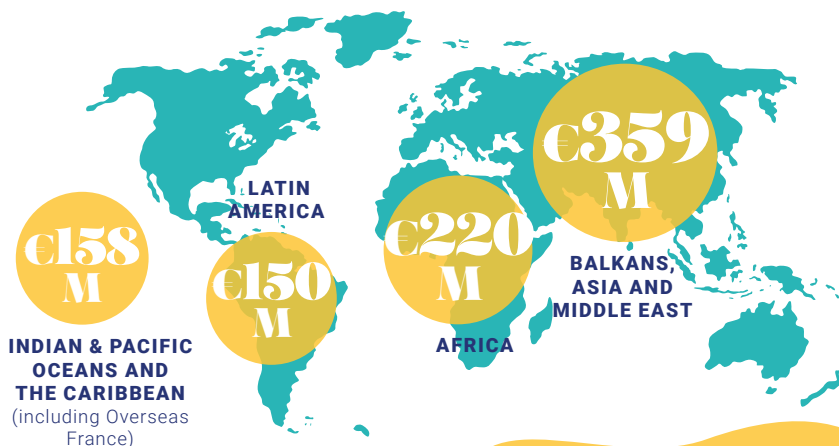 €158
M
INDIAN & PACIFIC
OCEANS AND
THE CARIBBEAN
(including Overseas
France)
LATIN
AMERICA
€150
M
€220
M
AFRICA
€359
M
BALKANS,
ASIA AND
MIDDLE EAST